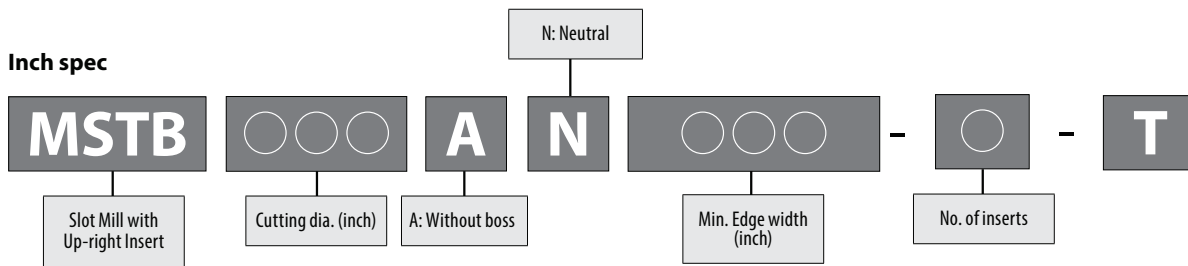 N: Neutral
Inch spec
MSTB ○○○ A N ○○○ - ○ - T
Slot Mill with
Up-right Insert
Cutting dia. (inch)
A: Without boss
Min. Edge width
(inch)
No. of inserts